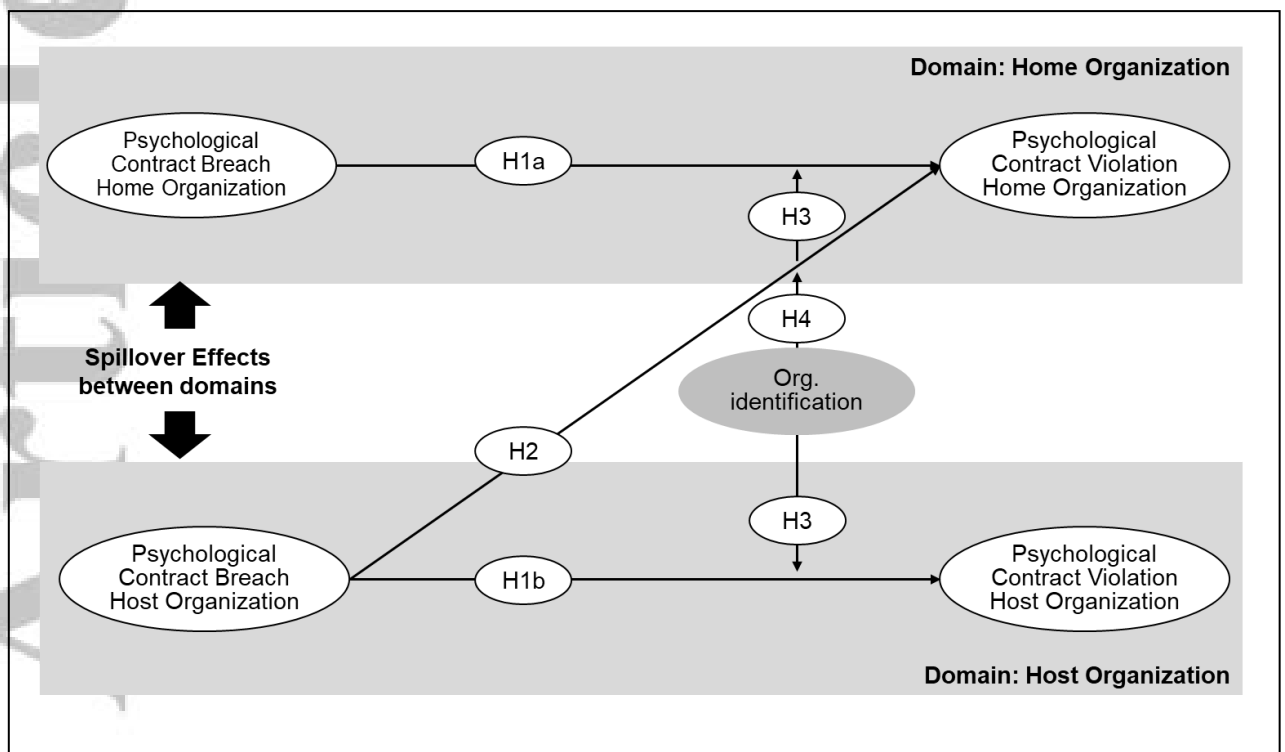 Domain: Home Organization
Psychological
Contract Breach
Home Organization
H1a
Psychological
Contract Violation
Home Organization
H3
H4
Spillover Effects
between domains
Org.
identification
H2
H3
Psychological
Contract Breach
Host Organization
H1b
Psychological
Contract Violation
Host Organization
Domain: Host Organization